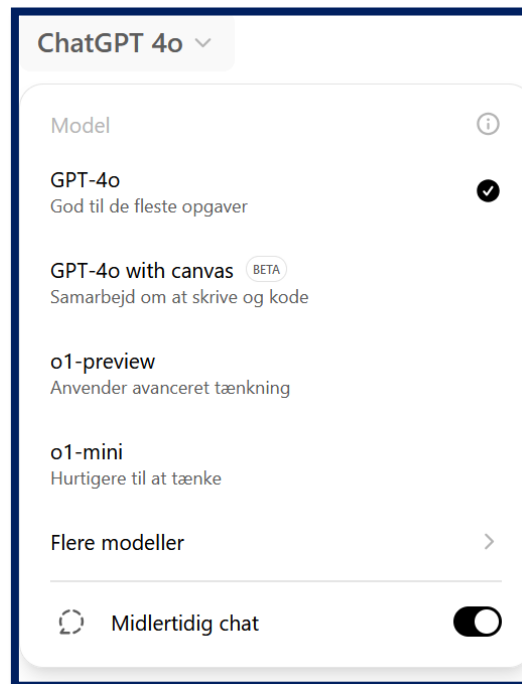 ChatGPT 4o
Model
GPT-4o
God til de fleste opgaver
GPT-4o with canvas BETA
Samarbejd om at skrive og kode
o1-preview
Anvender avanceret tænkning
o1-mini
Hurtigere til at tænke
Flere modeller
Midlertidig chat